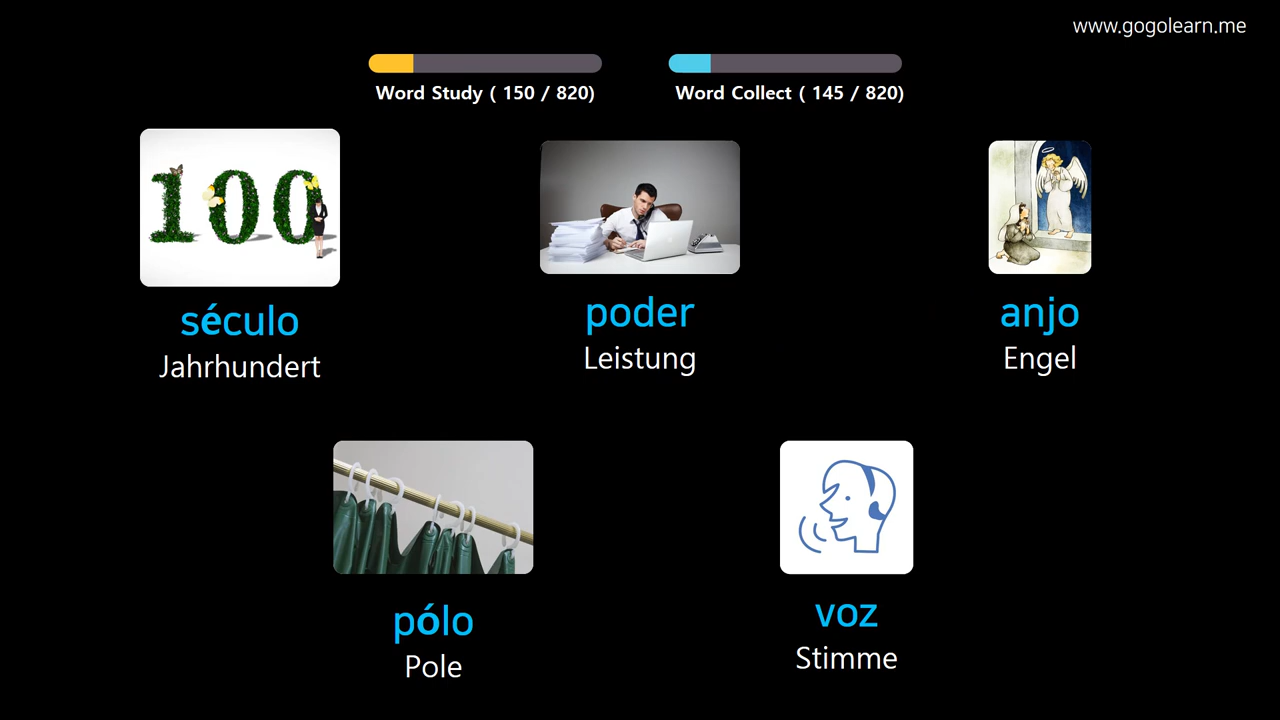 www.gogolearn.me
Word Study ( 150 / 820)
Word Collect ( 145 / 820)
100
século
Jahrhundert
poder
Leistung
anjo
Engel
pólo
Pole
voz
Stimme